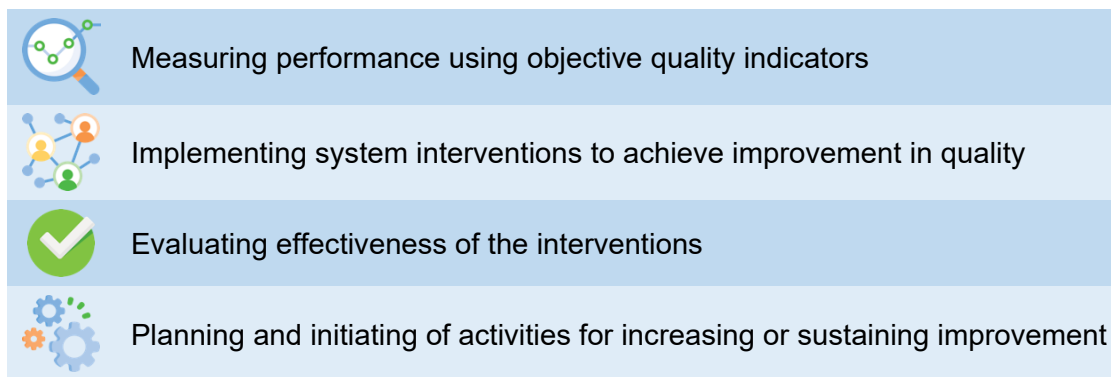 Measuring performance using objective quality indicators
Implementing system interventions to achieve improvement in quality
Evaluating effectiveness of the interventions
Planning and initiating of activities for increasing or sustaining improvement